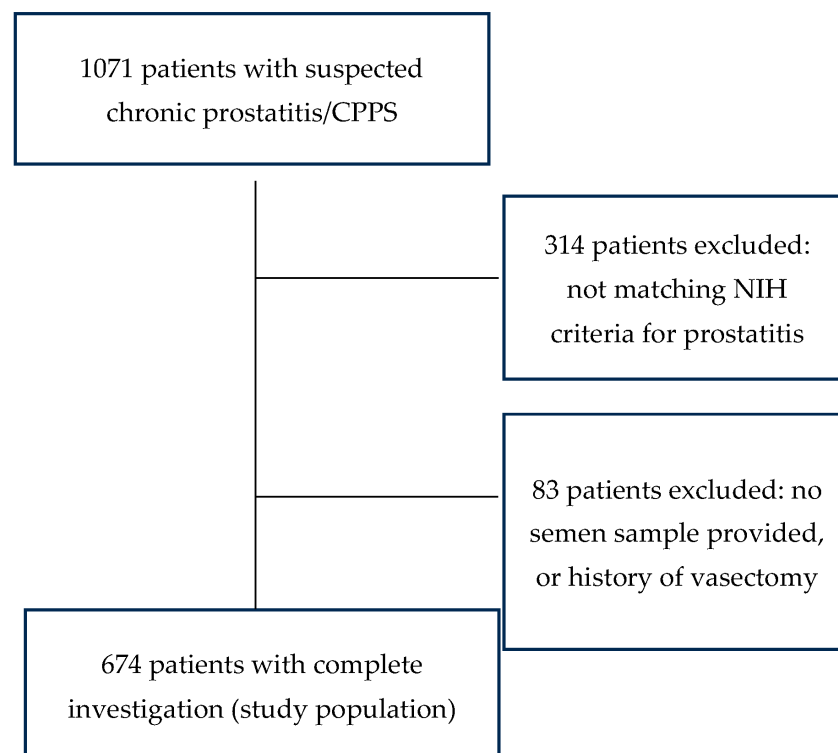 1071 patients with suspected
chronic prostatitis/CPPS
314 patients excluded:
not matching NIH
criteria for prostatitis
83 patients excluded: no
semen sample provided,
or history of vasectomy
674 patients with complete
investigation (study population)